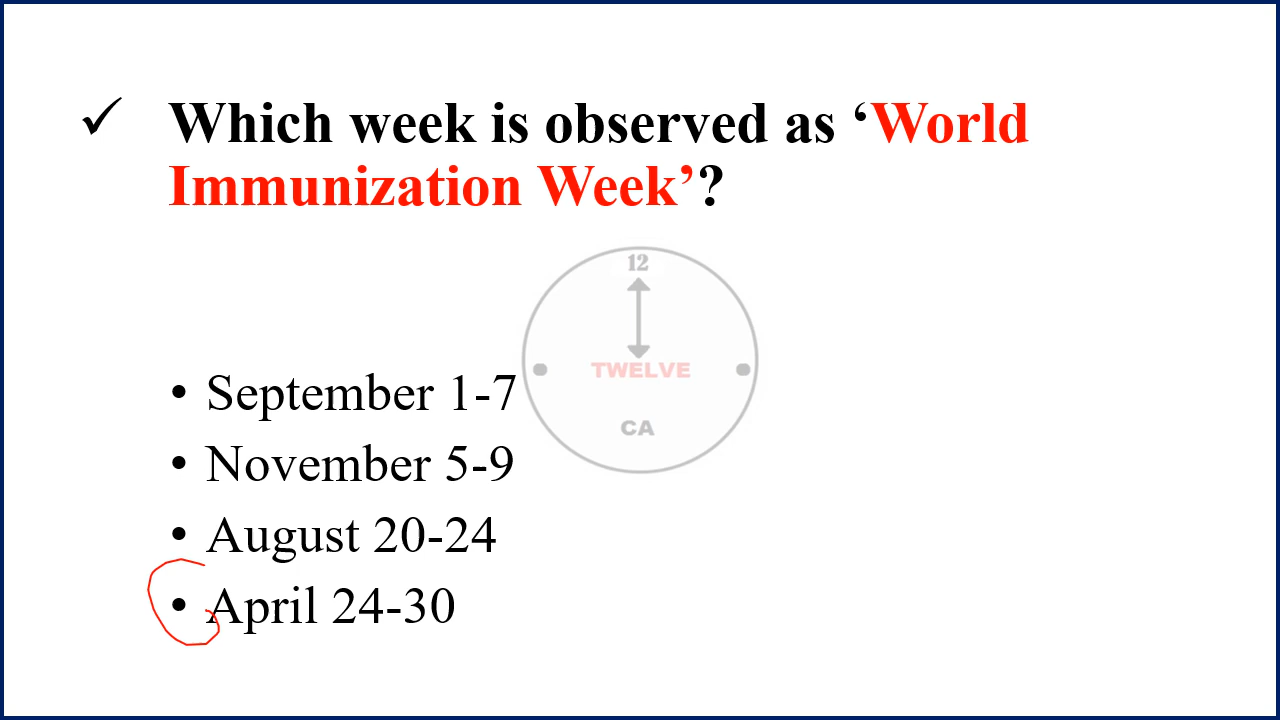 ✓ Which week is observed as ‘World
Immunization Week’?
12
TWELVE
CA
• September 1-7
• November 5-9
• August 20-24
• April 24-30